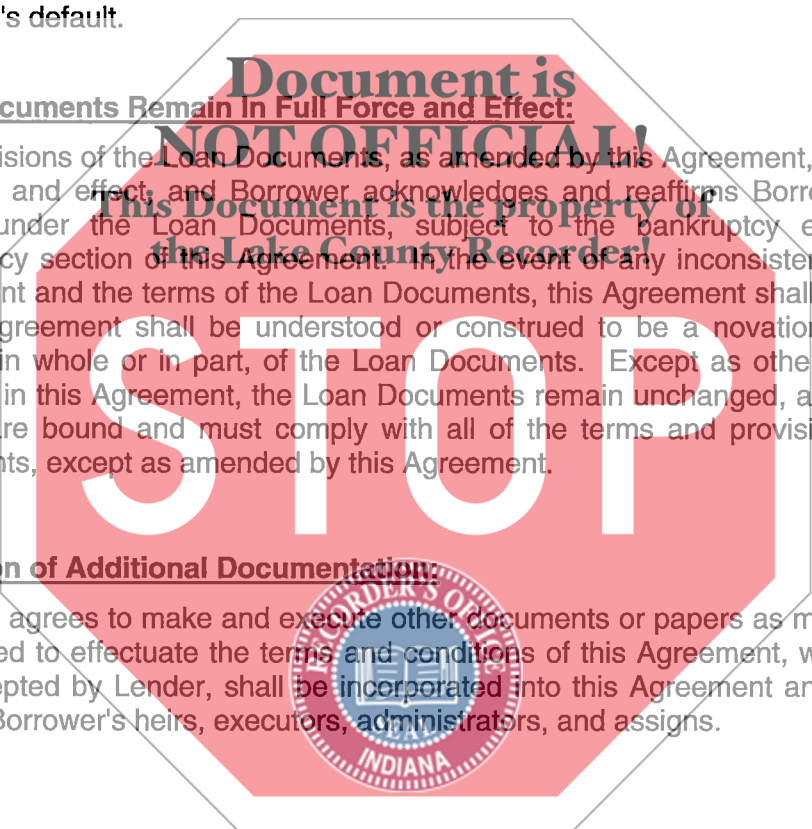 's default.
Document is
cuments Remain In Full Force and Effect:
NOT OFFICIAL!
isions of the Loan Documents, as amended by this Agreement,
and effect; and Borrower acknowledges and reaffirms Borr
This Document is the property of
under the Loan Documents, subject to the bankruptcy e
the Lake County Recorder!
cy section of this Agreement. In the event of any inconsiste
nt and the terms of the Loan Documents, this Agreement shall
greement shall be understood or construed to be a novatio
in whole or in part, of the Loan Documents. Except as othe
in this Agreement, the Loan Documents remain unchanged, a
re bound and must comply with all of the terms and provisi
nts, except as amended by this Agreement.
STOP
n of Additional Documentation:
agrees to make and execute other documents or papers as m
ed to effectuate the terms and conditions of this Agreement, w
pted by Lender, shall be incorporated into this Agreement an
Borrower's heirs, executors, administrators, and assigns.
RECORDER'S OFFICE
SEAL
INDIANA